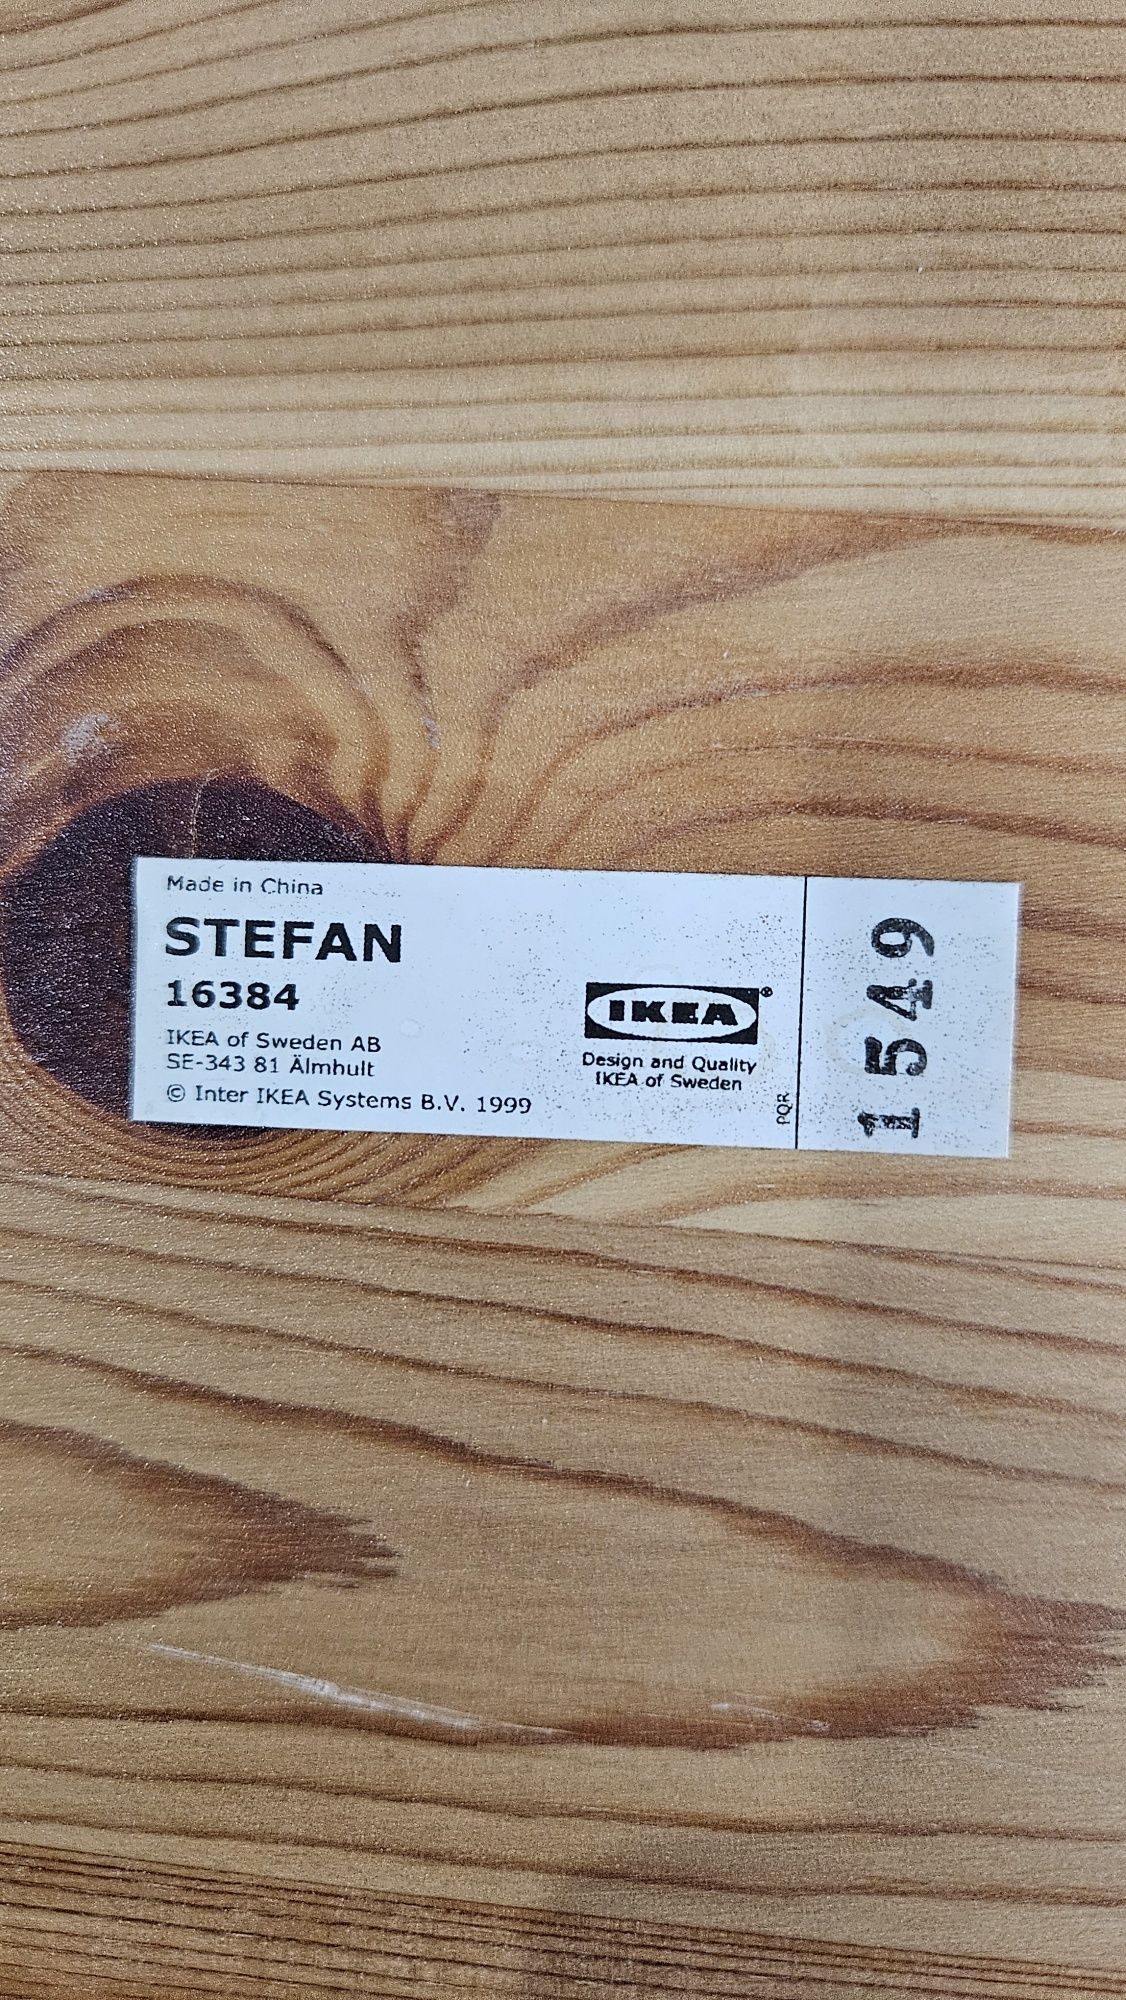 Made in China
STEFAN
16384
IKEA of Sweden AB
SE-343 81 Älmhult
© Inter IKEA Systems B.V. 1999
IKEA®
Design and Quality
IKEA of Sweden
PQR
1549